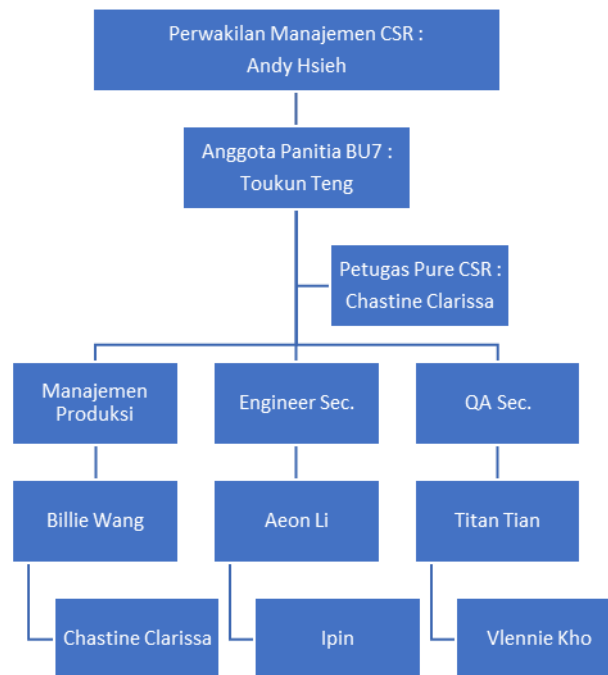 Perwakilan Manajemen CSR :
Andy Hsieh
Anggota Panitia BU7 :
Toukun Teng
Petugas Pure CSR :
Chastine Clarissa
Manajemen
Produksi
Engineer Sec.
QA Sec.
Billie Wang
Aeon Li
Titan Tian
Chastine Clarissa
Ipin
Vlennie Kho